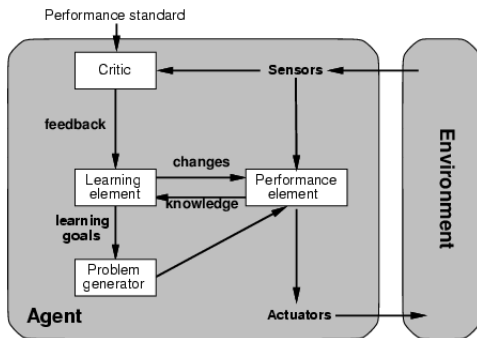 Performance standard
Critic
Sensors
feedback
changes
Learning
element
Performance
element
knowledge
learning
goals
Problem
generator
Agent
Actuators
Environment